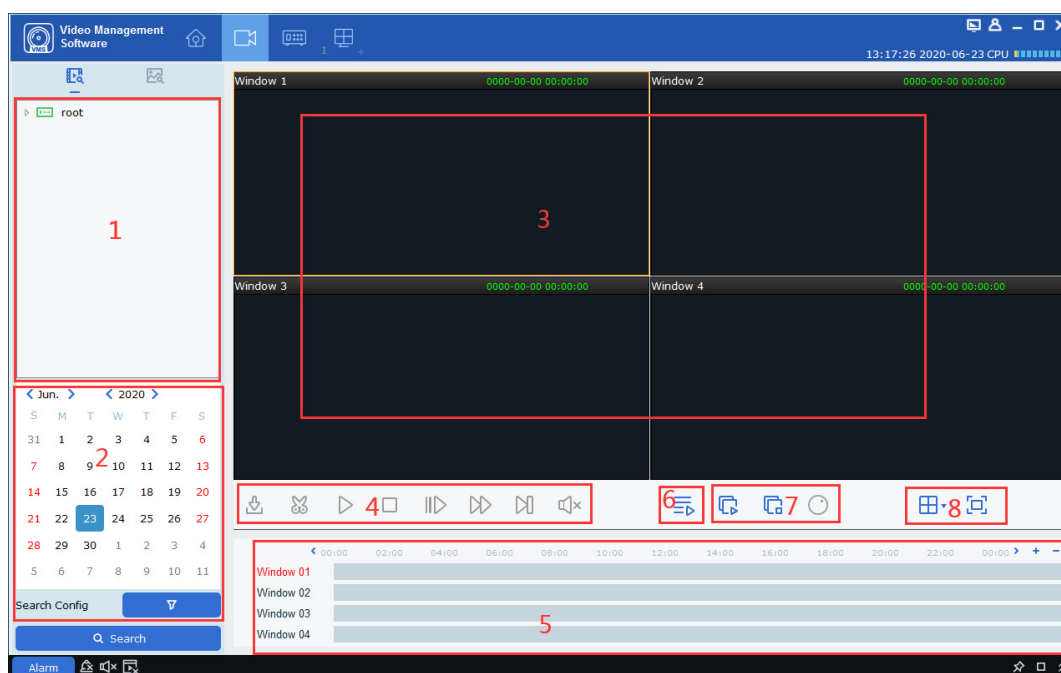 Video Management
Software
VMS
1
+
13:17:26 2020-06-23 CPU
root
1
Window 1 0000-00-00 00:00:00
Window 2 0000-00-00 00:00:00
3
Window 3 0000-00-00 00:00:00
Window 4 0000-00-00 00:00:00
Jun. 2020
S M T W T F S
31 1 2 3 4 5 6
7 8 9 10 11 12 13
2
14 15 16 17 18 19 20
21 22 23 24 25 26 27
28 29 30 1 2 3 4
5 6 7 8 9 10 11
Search Config
Search
4
6
7
8
00:00 02:00 04:00 06:00 08:00 10:00 12:00 14:00 16:00 18:00 20:00 22:00 00:00 + -
Window 01
Window 02
Window 03
Window 04
5
Alarm